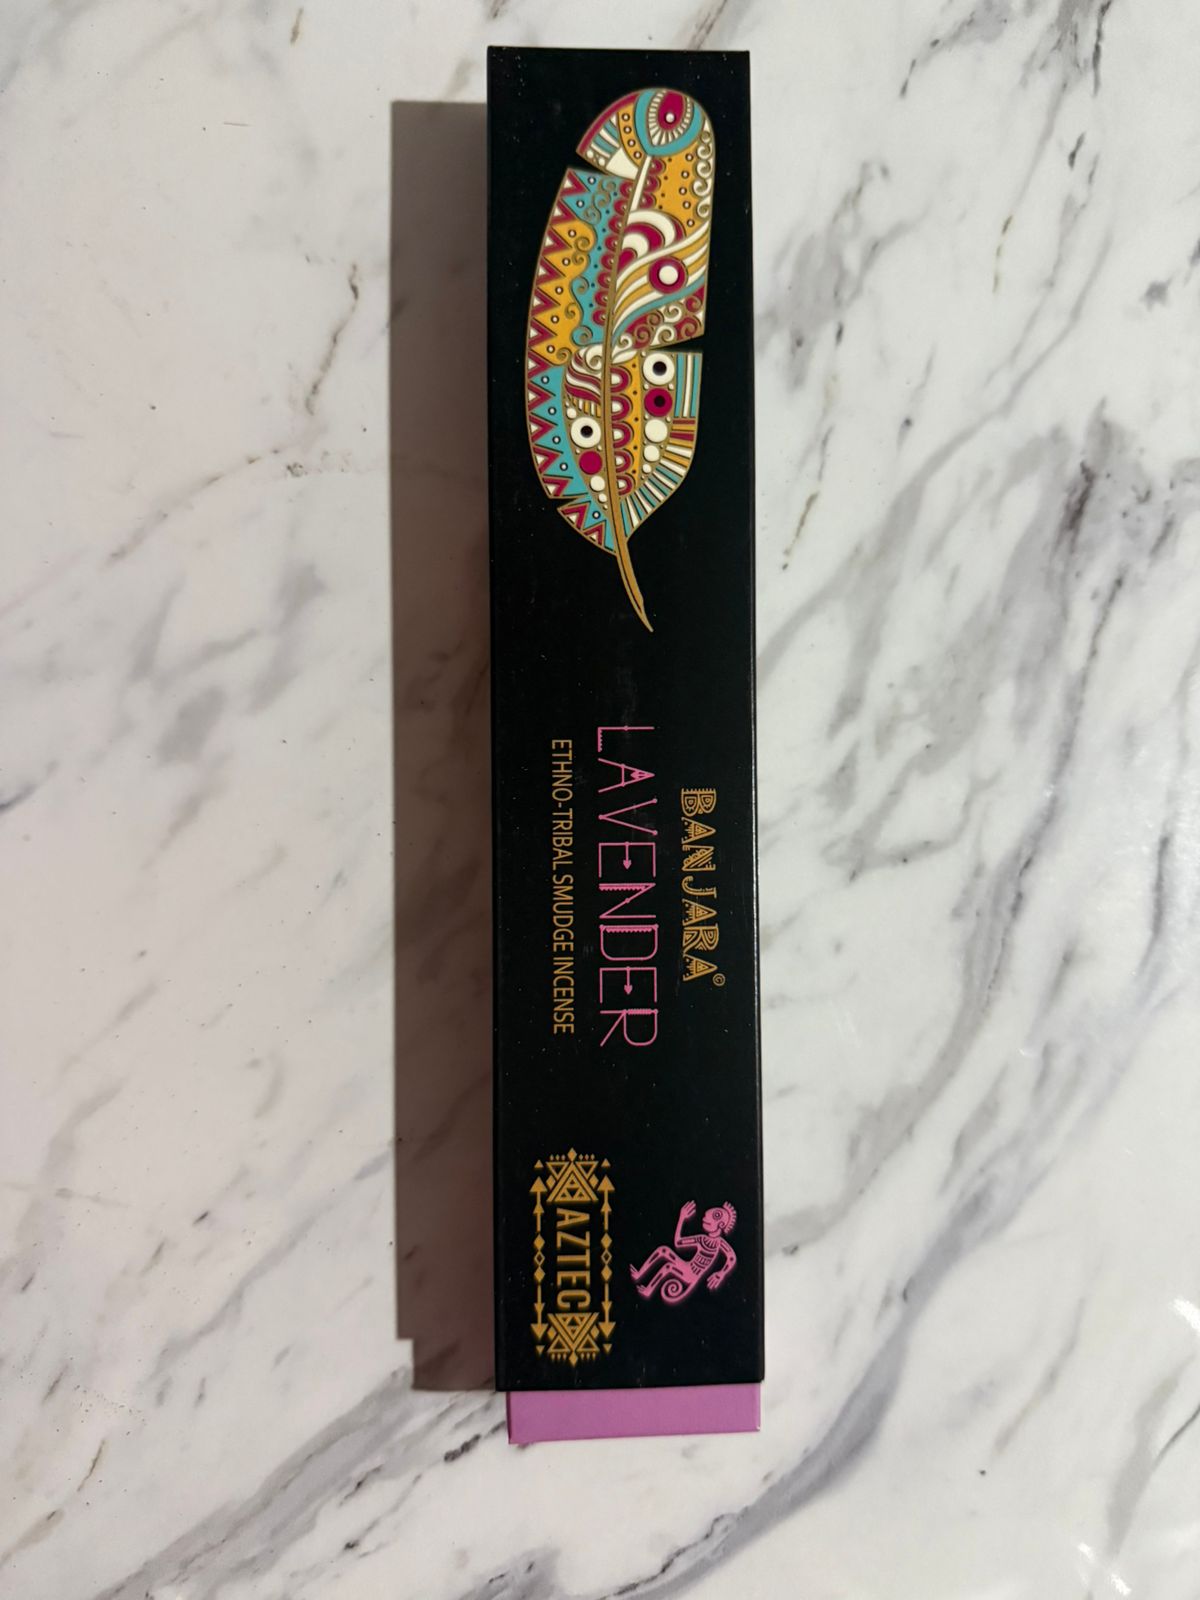 BANJARA©
LAVENDER
ETHNO-TRIBAL SMUDGE INCENSE
AZTEC